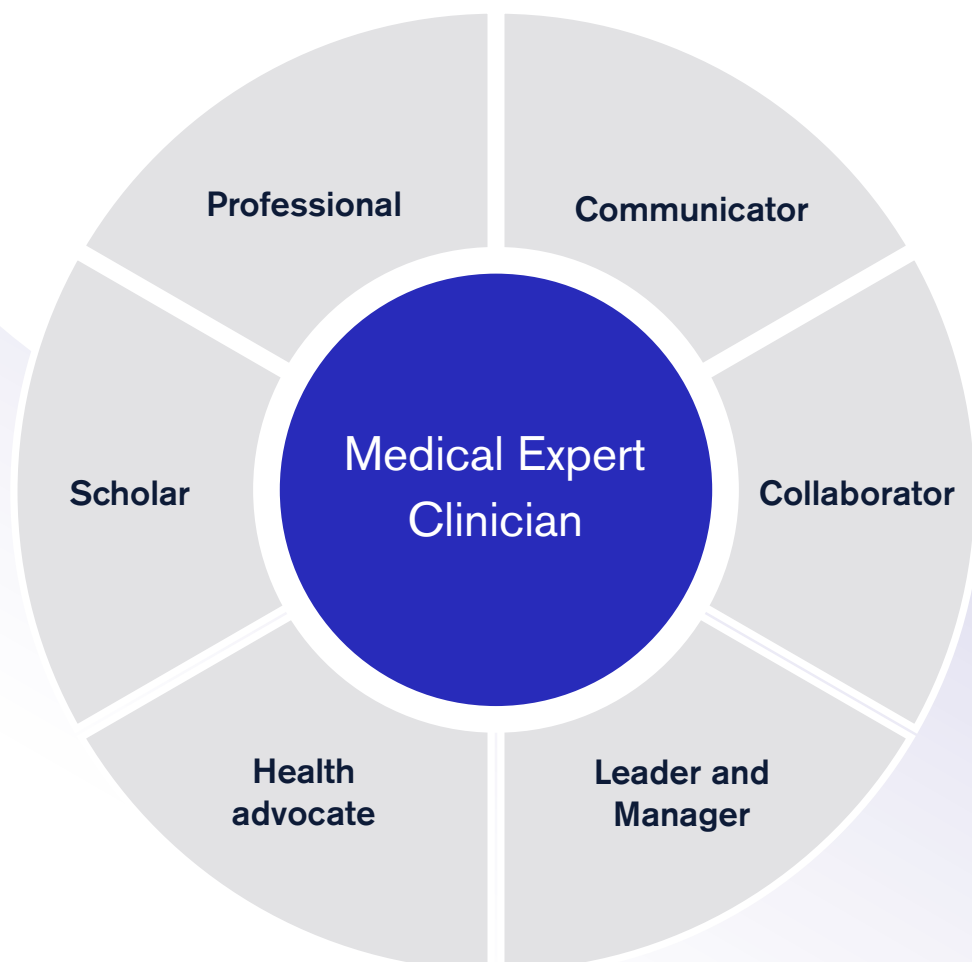 Professional
Communicator
Scholar
Medical Expert
Clinician
Collaborator
Health
advocate
Leader and
Manager